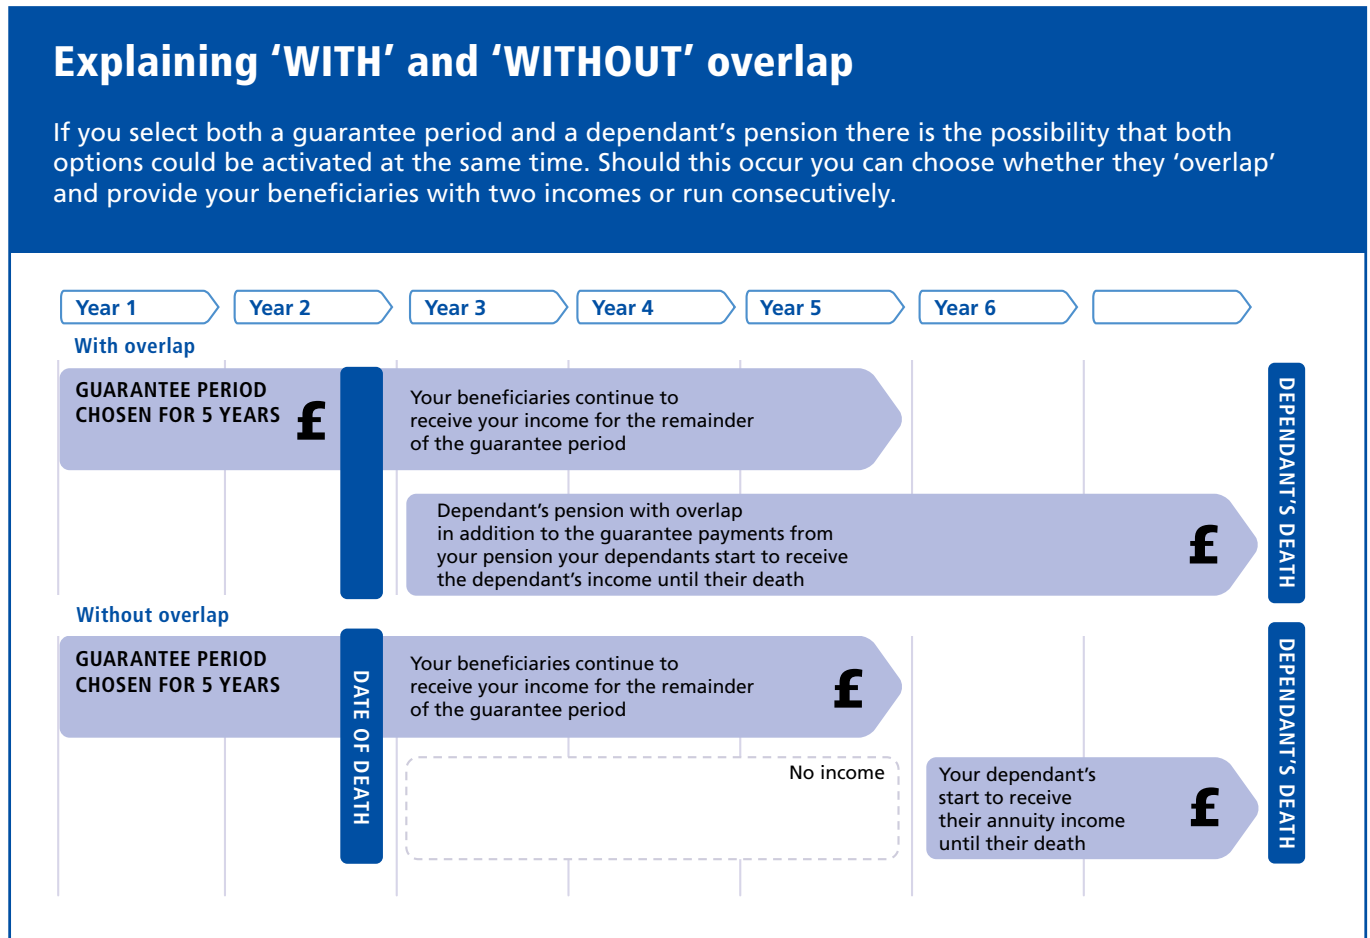 Explaining ‘WITH’ and ‘WITHOUT’ overlap
If you select both a guarantee period and a dependant’s pension there is the possibility that both
options could be activated at the same time. Should this occur you can choose whether they ‘overlap’
and provide your beneficiaries with two incomes or run consecutively.
Year 1
Year 2
Year 3
Year 4
Year 5
Year 6
With overlap
GUARANTEE PERIOD
CHOSEN FOR 5 YEARS
£
Your beneficiaries continue to
receive your income for the remainder
of the guarantee period
Dependant’s pension with overlap
in addition to the guarantee payments from
your pension your dependants start to receive
the dependant’s income until their death
£
DEPENDANT’S DEATH
Without overlap
GUARANTEE PERIOD
CHOSEN FOR 5 YEARS
DATE OF DEATH
Your beneficiaries continue to
receive your income for the remainder
of the guarantee period
£
No income
Your dependant’s
start to receive
their annuity income
until their death
£
DEPENDANT’S DEATH